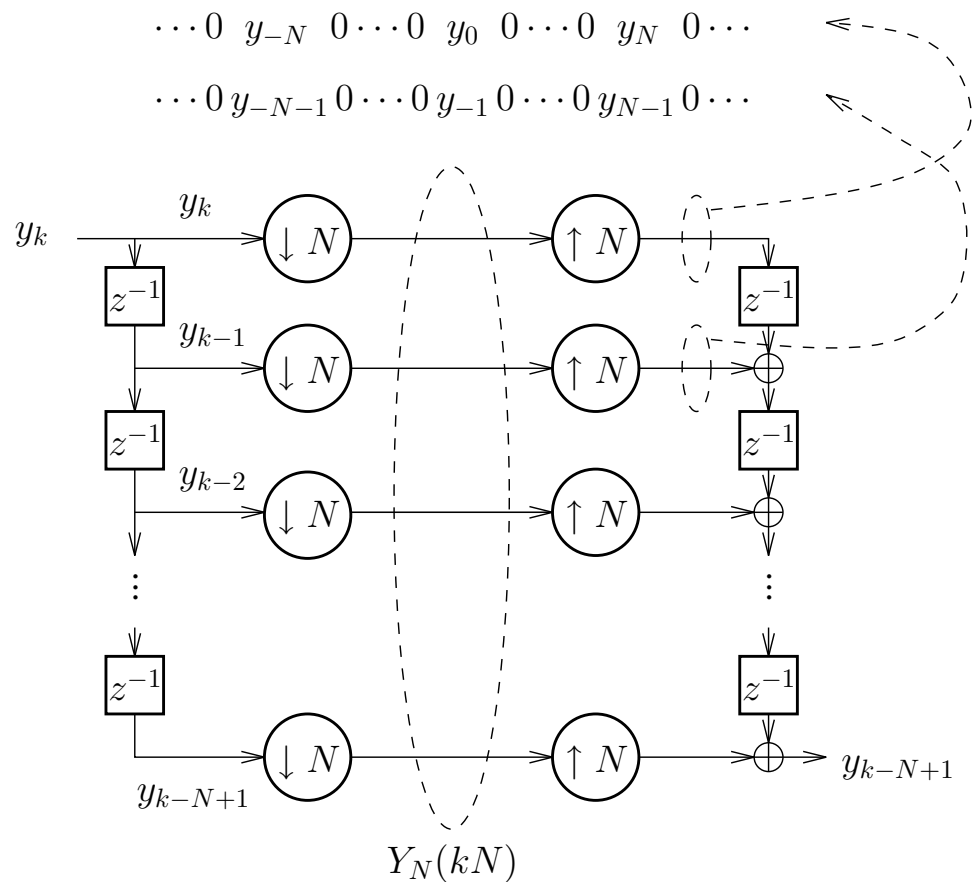 ⋯0 y_{-N} 0⋯0 y_0 0⋯0 y_N 0⋯
⋯0 y_{-N-1} 0⋯0 y_{-1} 0⋯0 y_{N-1} 0⋯
y_k
y_k
↓ N
↑ N
z^{-1}
z^{-1}
y_{k-1}
↓ N
↑ N
z^{-1}
z^{-1}
y_{k-2}
↓ N
↑ N
⋮
⋮
z^{-1}
z^{-1}
↓ N
↑ N
y_{k-N+1}
y_{k-N+1}
Y_N(kN)